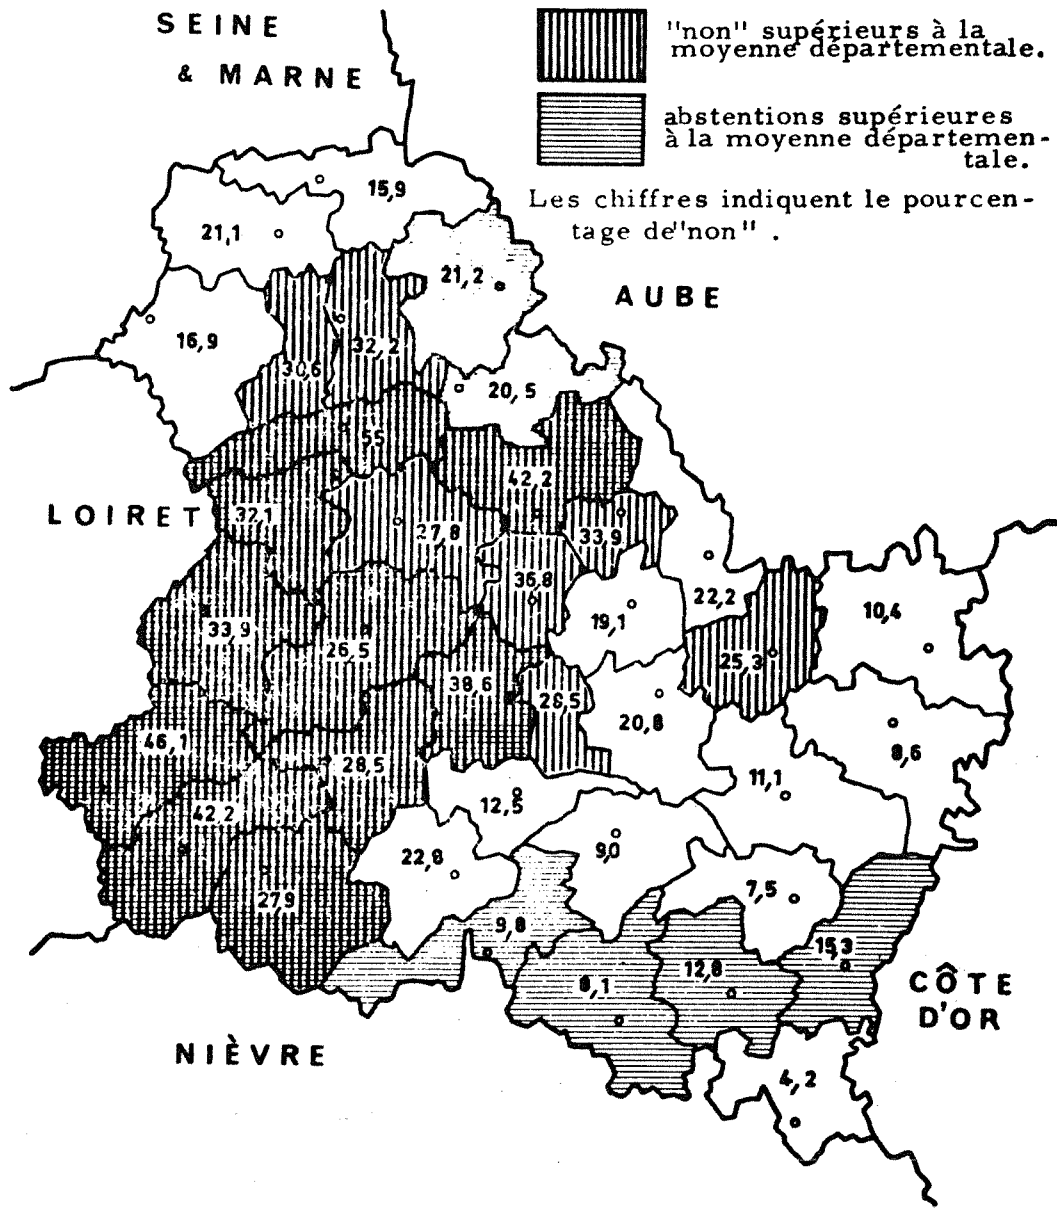 SEINE
& MARNE
"non" supérieurs à la
moyenne départementale.
abstentions supérieures
à la moyenne départemen-
tale.
Les chiffres indiquent le pourcen-
tage de "non" .
15,9
21,1
21,2
AUBE
16,9
32,2
30,6
20,5
55
42,2
LOIRET
32,1
27,8
33,9
36,8
22,2
10,4
19,1
33,9
26,5
25,3
38,6
28,5
20,8
46,1
8,6
28,5
11,1
12,5
42,2
9,0
22,8
7,5
27,9
9,8
15,3
12,8
8,1
CÔTE
D'OR
NIÈVRE
4,2